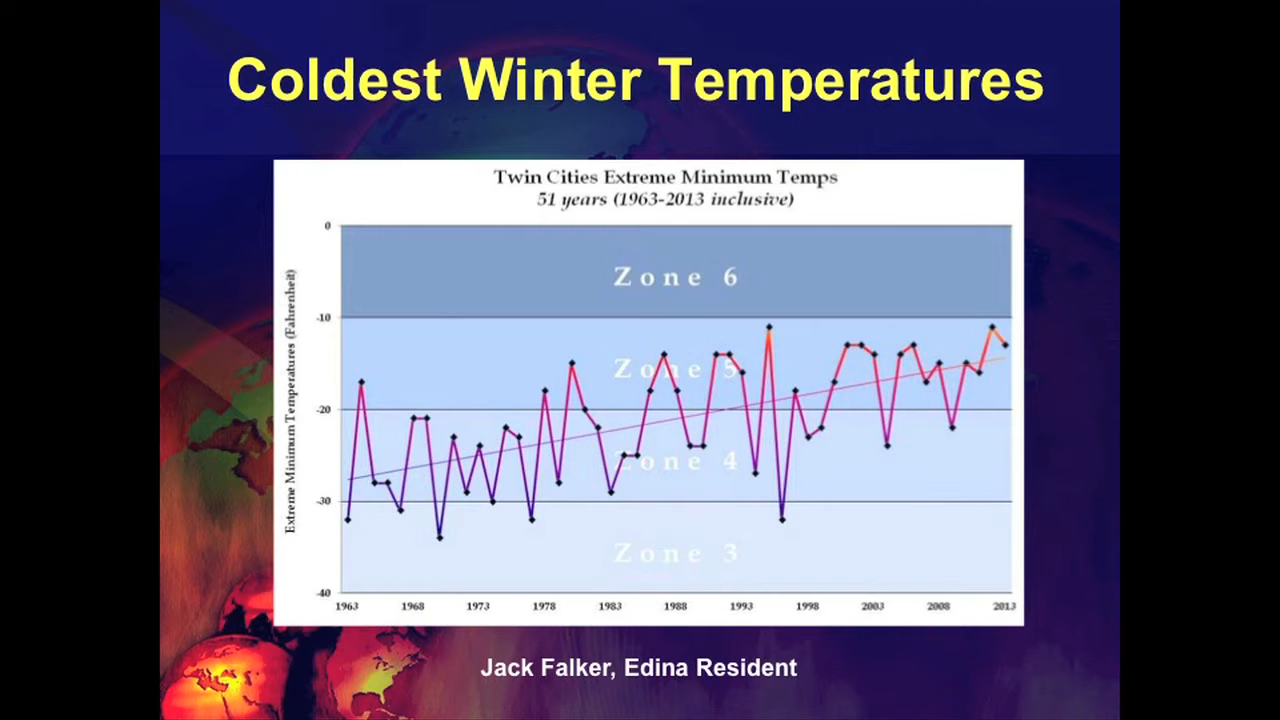 Coldest Winter Temperatures
Twin Cities Extreme Minimum Temps
51 years (1963-2013 inclusive)
Extreme Minimum Temperatures (Fahrenheit)
0
-10
-20
-30
-40
Zone 6
Zone 5
Zone 4
Zone 3
1963 1968 1973 1978 1983 1988 1993 1998 2003 2008 2013
Jack Falker, Edina Resident